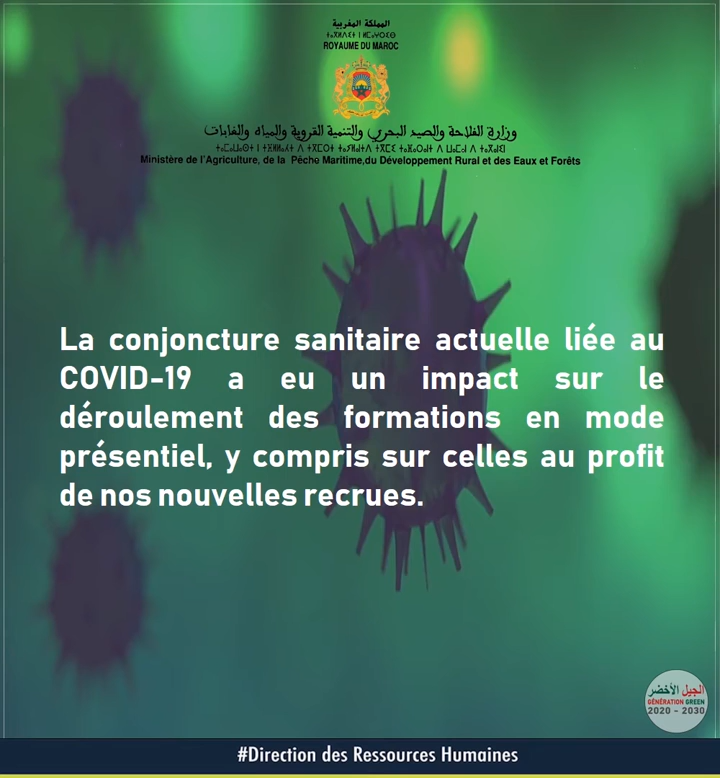 المملكة المغربية
ⵜⴰⴳⵍⴷⵉⵜ ⵏ ⵍⵎⵖⵔⵉⴱ
ROYAUME DU MAROC
وزارة الفلاحة والصيد البحري والتنمية القروية والمياه والغابات
Ministère de l'Agriculture, de la Pêche Maritime,du Développement Rural et des Eaux et Forêts
La conjoncture sanitaire actuelle liée au
COVID-19 a eu un impact sur le
déroulement des formations en mode
présentiel, y compris sur celles au profit
de nos nouvelles recrues.
الجيل الأخضر
GÉNÉRATION GREEN
2020 - 2030
#Direction des Ressources Humaines